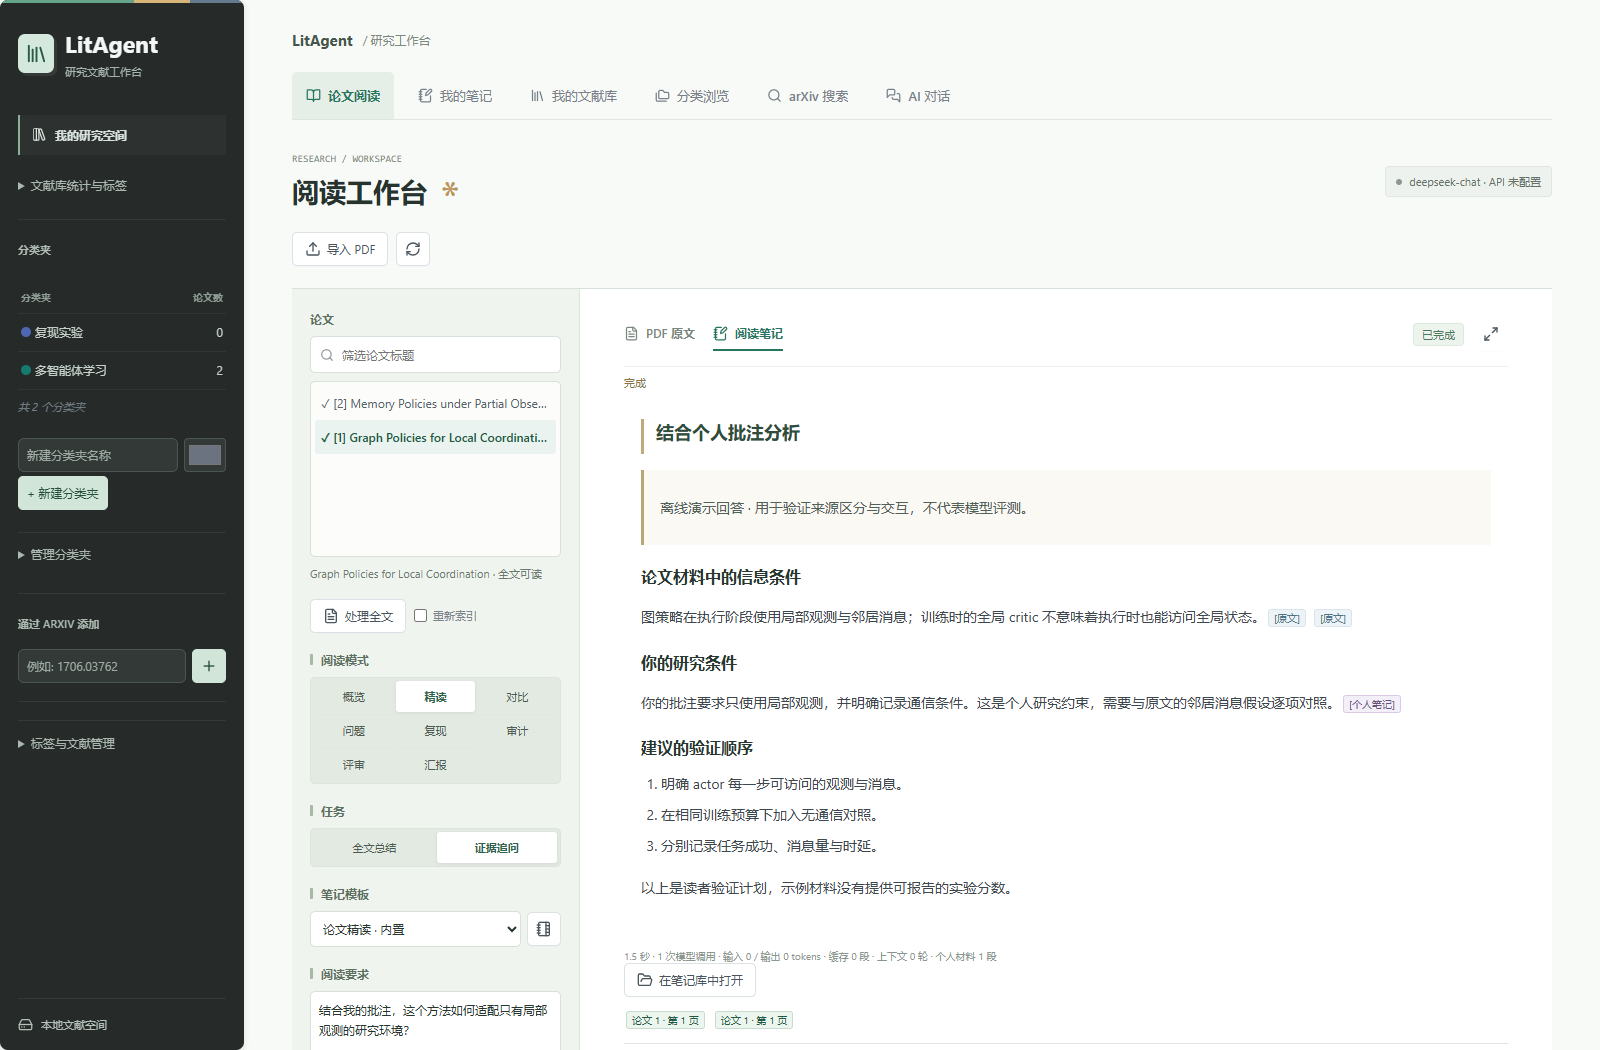 LitAgent
研究文献工作台
我的研究空间
文献库统计与标签
分类夹
分类夹 论文数
复现实验 0
多智能体学习 2
共 2 个分类夹
新建分类夹名称
+ 新建分类夹
管理分类夹
通过 ARXIV 添加
例如: 1706.03762
+
标签与文献管理
本地文献空间
LitAgent / 研究工作台
论文阅读 我的笔记 我的文献库 分类浏览 arXiv 搜索 AI 对话
RESEARCH / WORKSPACE
阅读工作台 *
deepseek-chat · API 未配置
导入 PDF
论文
筛选论文标题
✓ [2] Memory Policies under Partial Obse...
✓ [1] Graph Policies for Local Coordinati...
Graph Policies for Local Coordination · 全文可读
处理全文 重新索引
阅读模式
概览 精读 对比
问题 复现 审计
评审 汇报
任务
全文总结 证据追问
笔记模板
论文精读 · 内置
阅读要求
结合我的批注，这个方法如何适配只有局部
观测的研究环境?
PDF 原文 阅读笔记 已完成
完成
结合个人批注分析
离线演示回答 · 用于验证来源区分与交互，不代表模型评测。
论文材料中的信息条件
图策略在执行阶段使用局部观测与邻居消息；训练时的全局 critic 不意味着执行时也能访问全局状态。 [原文] [原文]
你的研究条件
你的批注要求只使用局部观测，并明确记录通信条件。这是个人研究约束，需要与原文的邻居消息假设逐项对照。 [个人笔记]
建议的验证顺序
1. 明确 actor 每一步可访问的观测与消息。
2. 在相同训练预算下加入无通信对照。
3. 分别记录任务成功、消息量与时延。
以上是读者验证计划，示例材料没有提供可报告的实验分数。
1.5 秒 · 1 次模型调用 · 输入 0 / 输出 0 tokens · 缓存 0 段 · 上下文 0 轮 · 个人材料 1 段
在笔记库中打开
论文 1 · 第 1 页 论文 1 · 第 1 页